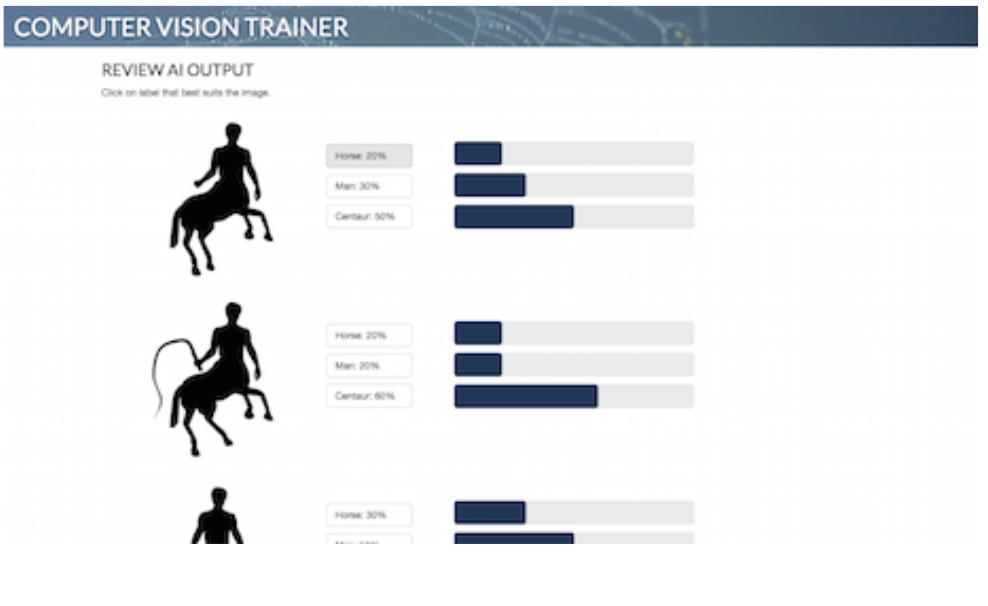 COMPUTER VISION TRAINER
REVIEW AI OUTPUT
Click on label that best suits the image.
Horse: 20%
Man: 30%
Centaur: 50%
Horse: 20%
Man: 20%
Centaur: 60%
Horse: 30%